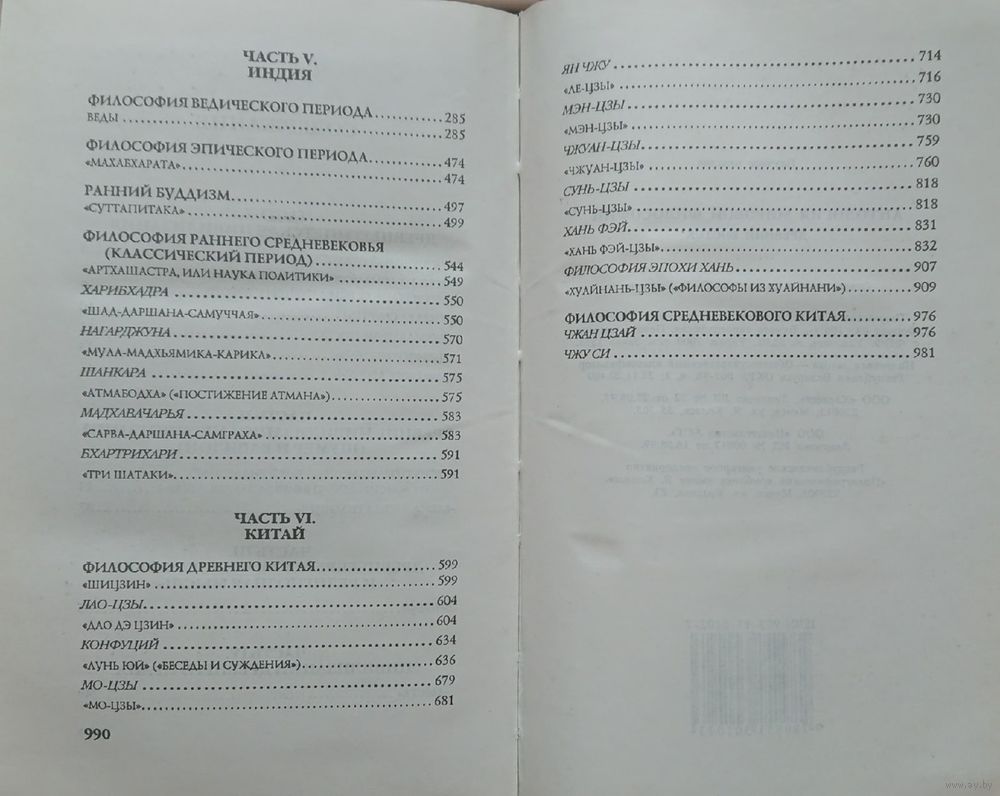 ЧАСТЬ V.
ИНДИЯ
ФИЛОСОФИЯ ВЕДИЧЕСКОГО ПЕРИОДА...........285
ВЕДЫ...........285
ФИЛОСОФИЯ ЭПИЧЕСКОГО ПЕРИОДА...........474
«МАХАБХАРАТА»...........474
РАННИЙ БУДДИЗМ...........497
«СУТТАПИТАКА»...........499
ФИЛОСОФИЯ РАННЕГО СРЕДНЕВЕКОВЬЯ
(КЛАССИЧЕСКИЙ ПЕРИОД)...........544
«АРТХАШАСТРА, ИЛИ НАУКА ПОЛИТИКИ»...........549
ХАРИБХАДРА...........550
«ШАД-ДАРШАНА-САМУЧЧАЯ»...........550
НАГАРДЖУНА...........570
«МУЛА-МАДХЬЯМИКА-КАРИКА»...........571
ШАНКАРА...........575
«АТМАБОДХА» («ПОСТИЖЕНИЕ АТМАНА»)...........575
МАДХАВАЧАРЬЯ...........583
«САРВА-ДАРШАНА-САМГРАХА»...........583
БХАРТРИХАРИ...........591
«ТРИ ШАТАКИ»...........591
ЧАСТЬ VI.
КИТАЙ
ФИЛОСОФИЯ ДРЕВНЕГО КИТАЯ...........599
«ШИЦЗИН»...........599
ЛАО-ЦЗЫ...........604
«ДАО ДЭ ЦЗИН»...........604
КОНФУЦИЙ...........634
«ЛУНЬ ЮЙ» («БЕСЕДЫ И СУЖДЕНИЯ»)...........636
МО-ЦЗЫ...........679
«МО-ЦЗЫ»...........681
990
ЯН ЧЖУ...........714
«ЛЕ-ЦЗЫ»...........716
МЭН-ЦЗЫ...........730
«МЭН-ЦЗЫ»...........730
ЧЖУАН-ЦЗЫ...........759
«ЧЖУАН-ЦЗЫ»...........760
СУНЬ-ЦЗЫ...........818
«СУНЬ-ЦЗЫ»...........818
ХАНЬ ФЭЙ...........831
«ХАНЬ ФЭЙ-ЦЗЫ»...........832
ФИЛОСОФИЯ ЭПОХИ ХАНЬ...........907
«ХУАЙНАНЬ-ЦЗЫ» («ФИЛОСОФЫ ИЗ ХУАЙНАНИ»)...........909
ФИЛОСОФИЯ СРЕДНЕВЕКОВОГО КИТАЯ...........976
ЧЖАН ЦЗАЙ...........976
ЧЖУ СИ...........981
www.ay.by